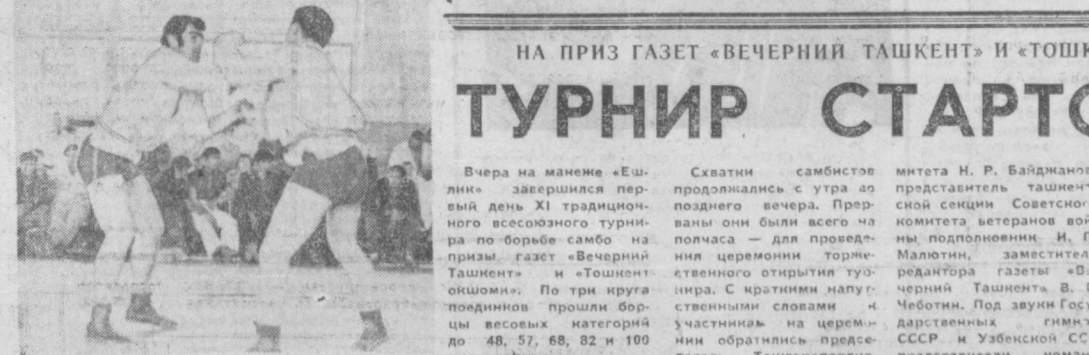 НА ПРИЗ ГАЗЕТ «ВЕЧЕРНИЙ ТАШКЕНТ» И «ТОШК
ТУРНИР СТАРТО
Вчера на манеже «Еш-
лик» завершился пер-
вый день XI традицион-
ного всесоюзного турни-
ра по борьбе самбо на
призы газет «Вечерний
Ташкент» и «Тошкент
окшоми». По три круга
поединков прошли бор-
цы весовых категорий
до 48, 57, 68, 82 и 100
Схватки самбистов
продолжались с утра до
позднего вечера. Прер-
ваны они были всего на
полчаса — для проведе-
ния церемонии торже-
ственного открытия тур-
нира. С краткими напут-
ственными словами к
участникам на церемо-
нии обратились предсе-
митета Н. Р. Байджанов
представитель ташкент
ской секции Советског
комитета ветеранов вой
ны подполковник И. Г
Малютин, заместител
редактора газеты «В
черний Ташкент» В.
Чеботин. Под звуки Гос
дарственных гимн
СССР и Узбекской СС